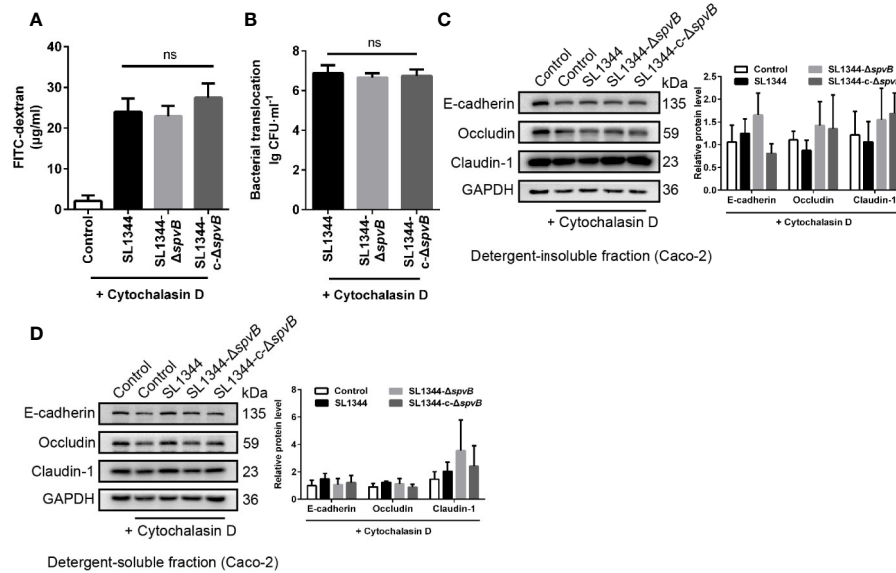 A
FITC-dextran
(μg/ml)
40
30
20
10
0
ns
Control
SL1344
SL1344-
ΔspvB
SL1344-
c-ΔspvB
+ Cytochalasin D
B
Bacterial translocation
lg CFU·ml-1
8
6
4
2
0
ns
SL1344
SL1344-
ΔspvB
SL1344-
c-ΔspvB
+ Cytochalasin D
C
Control
Control
SL1344
SL1344-ΔspvB
SL1344-c-ΔspvB
kDa
E-cadherin 135
Occludin 59
Claudin-1 23
GAPDH 36
+ Cytochalasin D
Detergent-insoluble fraction (Caco-2)
Control
SL1344
SL1344-ΔspvB
SL1344-c-ΔspvB
Relative protein level
2.5
2.0
1.5
1.0
0.5
0.0
E-cadherin Occludin Claudin-1
+ Cytochalasin D
D
Control
Control
SL1344
SL1344-ΔspvB
SL1344-c-ΔspvB
kDa
E-cadherin 135
Occludin 59
Claudin-1 23
GAPDH 36
+ Cytochalasin D
Detergent-soluble fraction (Caco-2)
Control
SL1344
SL1344-ΔspvB
SL1344-c-ΔspvB
Relative protein level
8
6
4
2
0
E-cadherin Occludin Claudin-1
+ Cytochalasin D